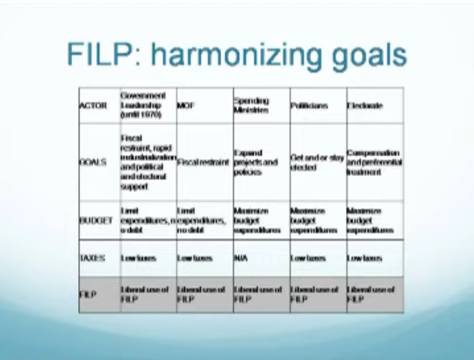 FILP: harmonizing goals
ACTOR
Government
Leadership
(until 1970)
MOF
Spending
Ministries
Politicians
Electorate
GOALS
Fiscal
restraint, rapid
industrialization
and political
and electoral
support
Fiscal restraint
Expand
projects and
policies
Get and or stay
elected
Compensation
and preferential
treatment
BUDGET
Limit
expenditures, n
o debt
Limit
expenditures,
no debt
Maximize
budget
expenditures
Maximize
budget
expenditures
Maximize
budget
expenditures
TAXES
Low taxes
Low taxes
N/A
Low taxes
Low taxes
FILP
Liberal use of
FILP
Liberal use of
FILP
Liberal use of
FILP
Liberal use of
FILP
Liberal use of
FILP